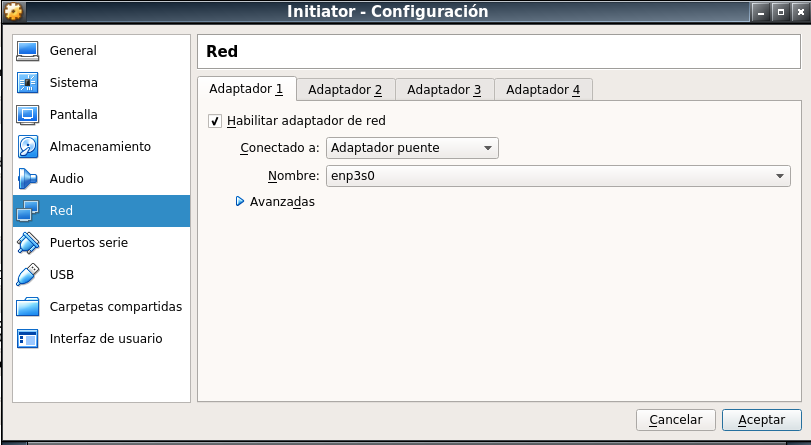 Initiator - Configuración
General
Sistema
Pantalla
Almacenamiento
Audio
Red
Puertos serie
USB
Carpetas compartidas
Interfaz de usuario
Red
Adaptador 1 Adaptador 2 Adaptador 3 Adaptador 4
Habilitar adaptador de red
Conectado a: Adaptador puente
Nombre: enp3s0
Avanzadas
Cancelar Aceptar